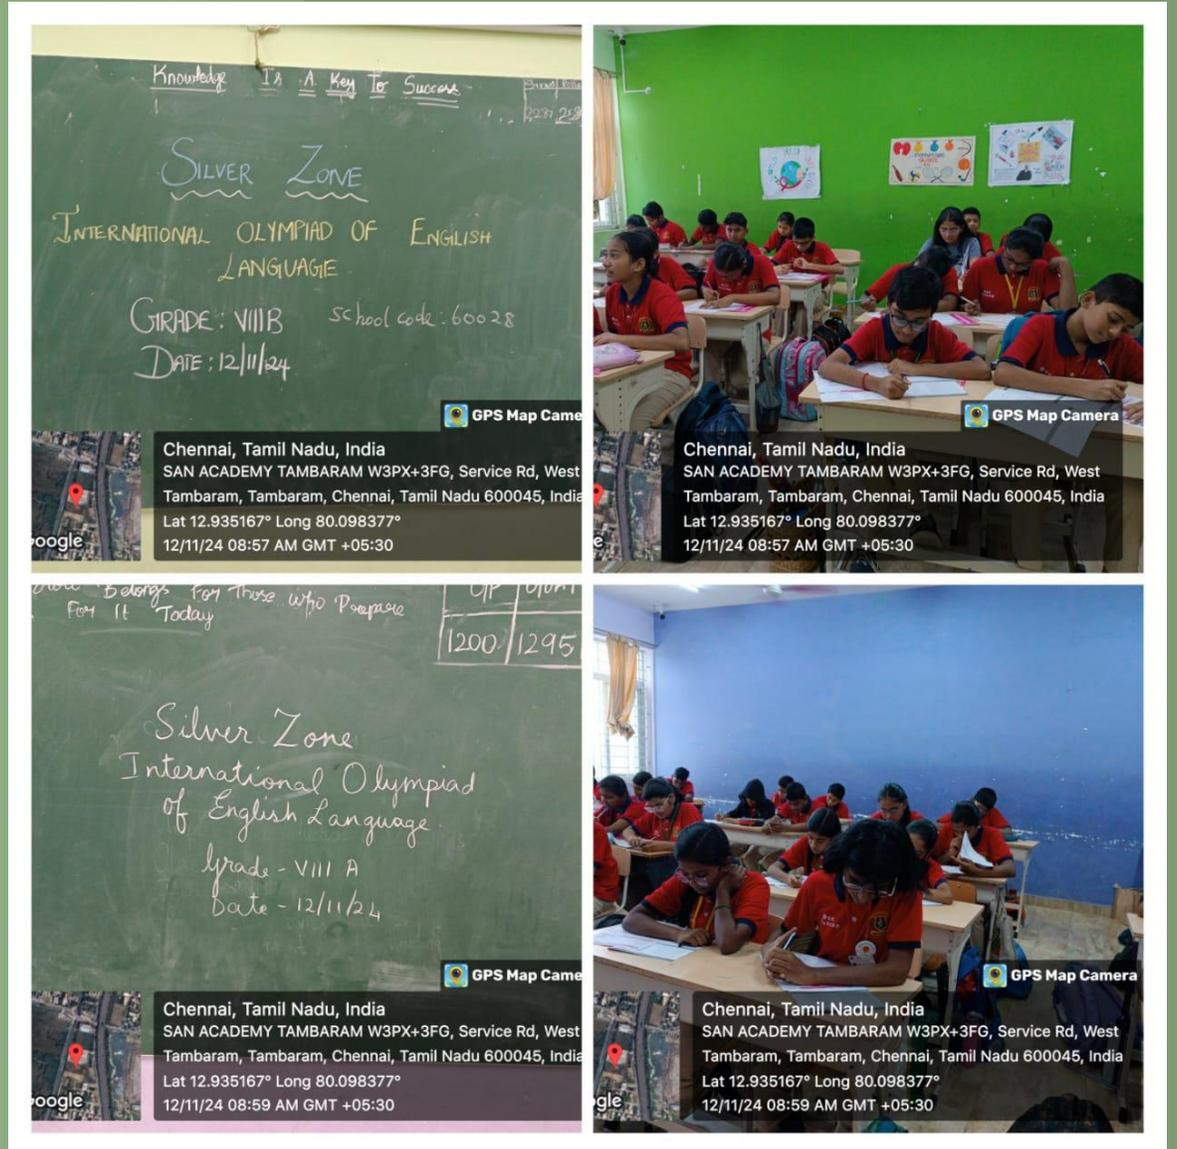 Knowledge Is A Key To Success
SILVER ZONE
INTERNATIONAL OLYMPIAD OF ENGILISH
LANGUAGE
GRADE: VIII B school code: 60028
DATE: 12/11/24
GPS Map Came
Chennai, Tamil Nadu, India
SAN ACADEMY TAMBARAM W3PX+3FG, Service Rd, West
Tambaram, Tambaram, Chennai, Tamil Nadu 600045, India
Lat 12.935167° Long 80.098377°
12/11/24 08:57 AM GMT +05:30
oogle
GPS Map Camera
Chennai, Tamil Nadu, India
SAN ACADEMY TAMBARAM W3PX+3FG, Service Rd, West
Tambaram, Tambaram, Chennai, Tamil Nadu 600045, India
Lat 12.935167° Long 80.098377°
12/11/24 08:57 AM GMT +05:30
e
Belongs For Those who Prepare
For It Today
1200 1295
Silver Zone
International Olympiad
of English Language.
Grade - VIII A
Date - 12/11/24
GPS Map Came
Chennai, Tamil Nadu, India
SAN ACADEMY TAMBARAM W3PX+3FG, Service Rd, West
Tambaram, Tambaram, Chennai, Tamil Nadu 600045, India
Lat 12.935167° Long 80.098377°
12/11/24 08:59 AM GMT +05:30
oogle
GPS Map Camera
Chennai, Tamil Nadu, India
SAN ACADEMY TAMBARAM W3PX+3FG, Service Rd, West
Tambaram, Tambaram, Chennai, Tamil Nadu 600045, India
Lat 12.935167° Long 80.098377°
12/11/24 08:59 AM GMT +05:30
gle